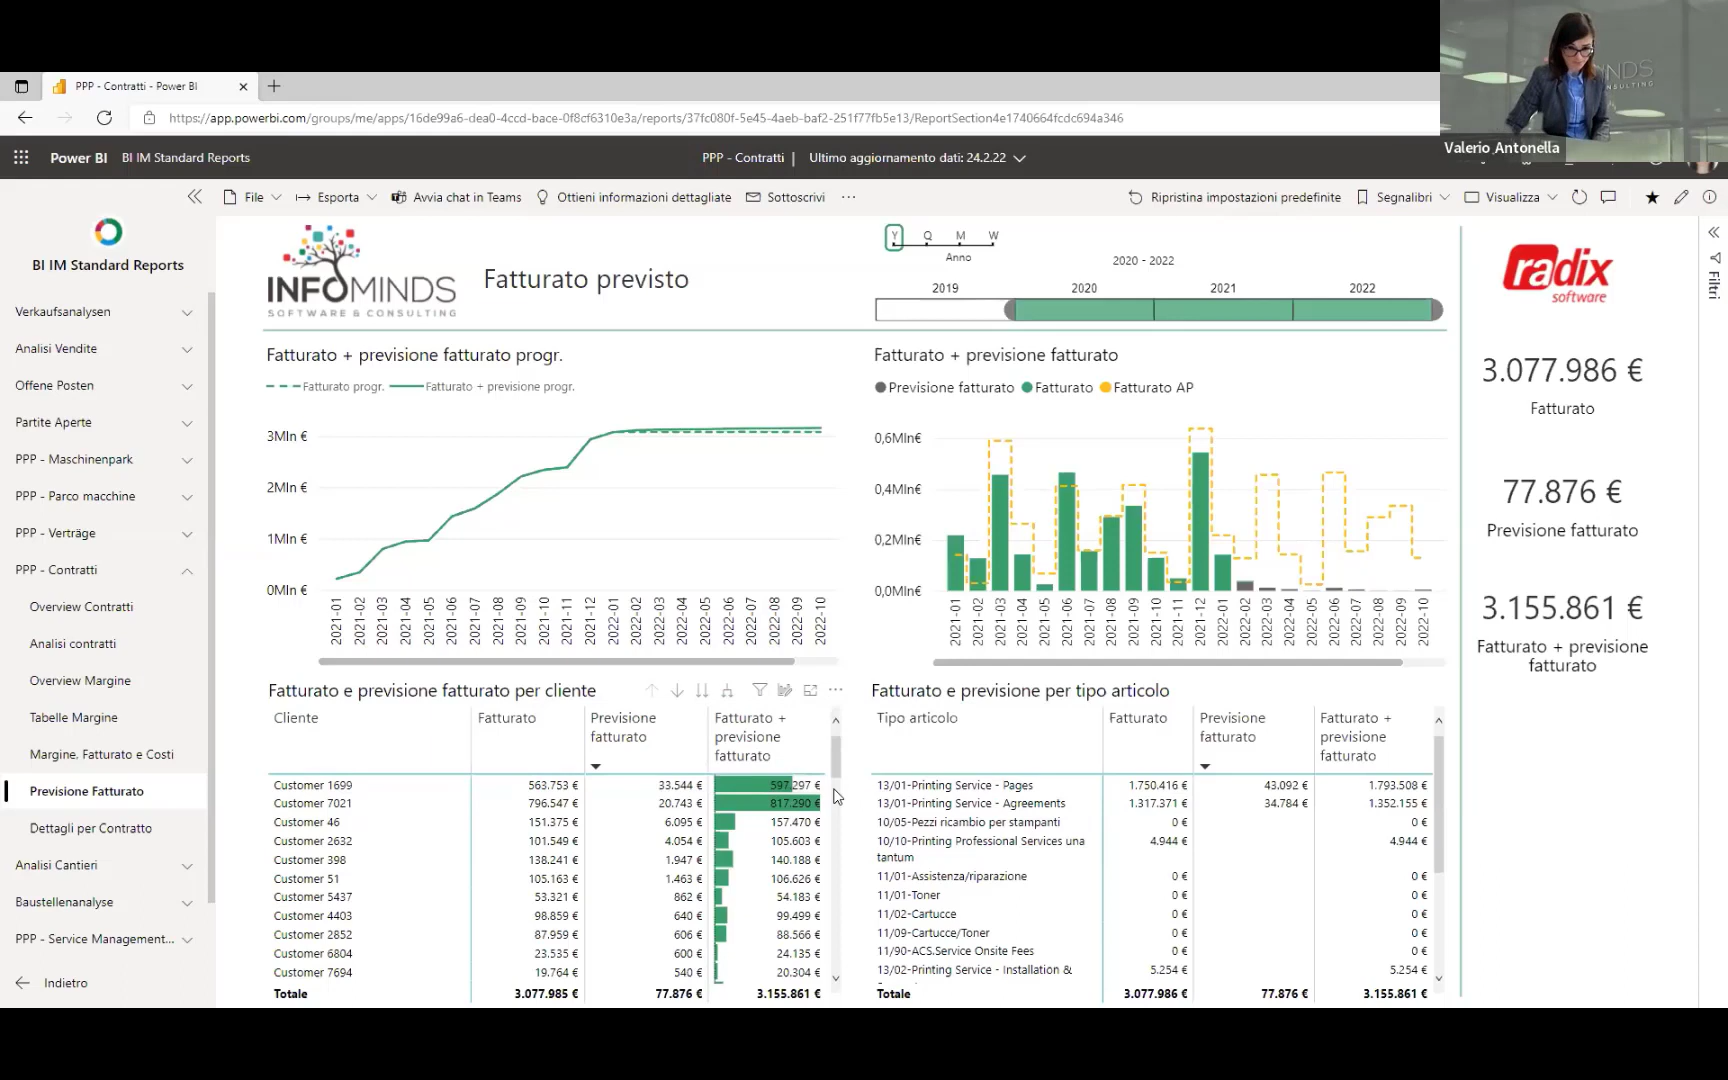 PPP - Contratti - Power BI
https://app.powerbi.com/groups/me/apps/16de99a6-dea0-4ccd-bace-0f8cf6310e3a/reports/37fc080f-5e45-4aeb-baf2-251f77fb5e13/ReportSection4e1740664fcdc694a346
NDS
NSULTING
Valerio Antonella
Power BI BI IM Standard Reports
PPP - Contratti | Ultimo aggiornamento dati: 24.2.22
File Esporta Avvia chat in Teams Ottieni informazioni dettagliate Sottoscrivi ... Ripristina impostazioni predefinite Segnalibri Visualizza
BI IM Standard Reports
Verkaufsanalysen
Analisi Vendite
Offene Posten
Partite Aperte
PPP - Maschinenpark
PPP - Parco macchine
PPP - Verträge
PPP - Contratti
Overview Contratti
Analisi contratti
Overview Margine
Tabelle Margine
Margine, Fatturato e Costi
Previsione Fatturato
Dettagli per Contratto
Analisi Cantieri
Baustellenanalyse
PPP - Service Management...
Indietro
INFOMINDS
SOFTWARE & CONSULTING
Fatturato previsto
Y Q M W
Anno
2020 - 2022
2019 2020 2021 2022
radix
software
Filtri
Fatturato + previsione fatturato progr.
Fatturato progr. Fatturato + previsione progr.
3Mln €
2Mln €
1Mln €
0Mln €
2021-01 2021-02 2021-03 2021-04 2021-05 2021-06 2021-07 2021-08 2021-09 2021-10 2021-11 2021-12 2022-01 2022-02 2022-03 2022-04 2022-05 2022-06 2022-07 2022-08 2022-09 2022-10
Fatturato + previsione fatturato
Previsione fatturato Fatturato Fatturato AP
0,6Mln€
0,4Mln€
0,2Mln€
0,0Mln€
2021-01 2021-02 2021-03 2021-04 2021-05 2021-06 2021-07 2021-08 2021-09 2021-10 2021-11 2021-12 2022-01 2022-02 2022-03 2022-04 2022-05 2022-06 2022-07 2022-08 2022-09 2022-10
3.077.986 €
Fatturato
77.876 €
Previsione fatturato
3.155.861 €
Fatturato + previsione
fatturato
Fatturato e previsione fatturato per cliente
Cliente Fatturato Previsione fatturato Fatturato + previsione fatturato
Customer 1699 563.753 € 33.544 € 597.297 €
Customer 7021 796.547 € 20.743 € 817.290 €
Customer 46 151.375 € 6.095 € 157.470 €
Customer 2632 101.549 € 4.054 € 105.603 €
Customer 398 138.241 € 1.947 € 140.188 €
Customer 51 105.163 € 1.463 € 106.626 €
Customer 5437 53.321 € 862 € 54.183 €
Customer 4403 98.859 € 640 € 99.499 €
Customer 2852 87.959 € 606 € 88.566 €
Customer 6804 23.535 € 600 € 24.135 €
Customer 7694 19.764 € 540 € 20.304 €
Totale 3.077.985 € 77.876 € 3.155.861 €
Fatturato e previsione per tipo articolo
Tipo articolo Fatturato Previsione fatturato Fatturato + previsione fatturato
13/01-Printing Service - Pages 1.750.416 € 43.092 € 1.793.508 €
13/01-Printing Service - Agreements 1.317.371 € 34.784 € 1.352.155 €
10/05-Pezzi ricambio per stampanti 0 € 0 €
10/10-Printing Professional Services una tantum 4.944 € 4.944 €
11/01-Assistenza/riparazione 0 € 0 €
11/01-Toner 0 € 0 €
11/02-Cartucce 0 € 0 €
11/09-Cartucce/Toner 0 € 0 €
11/90-ACS.Service Onsite Fees 0 € 0 €
13/02-Printing Service - Installation & 5.254 € 5.254 €
Totale 3.077.986 € 77.876 € 3.155.861 €